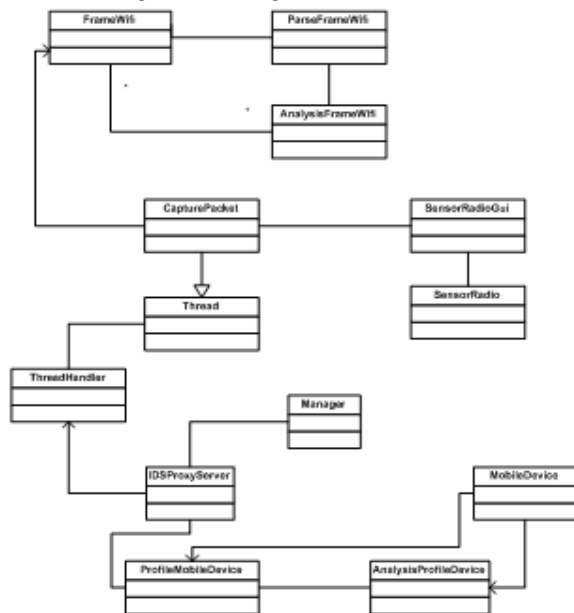 FrameWifi
ParseFrameWifi
AnalysisFrameWifi
CapturePacket
SensorRadioGui
SensorRadio
Thread
ThreadHandler
Manager
IDSProxyServer
MobileDevice
ProfileMobileDevice
AnalysisProfileDevice